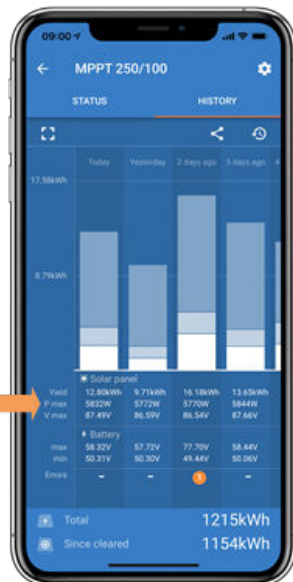 09:00
MPPT 250/100
STATUS HISTORY
Today Yesterday 2 days ago 3 days ago 4
17.58kWh
8.79kWh
Solar panel
Yield 12.80kWh 9.71kWh 16.18kWh 13.65kWh
P max 5832W 5772W 5770W 5844W
V max 87.49V 86.59V 86.54V 87.66V
Battery
max 58.32V 57.72V 77.70V 58.44V
min 50.31V 50.30V 49.44V 50.06V
Errors - - 1 -
Total 1215kWh
Since cleared 1154kWh